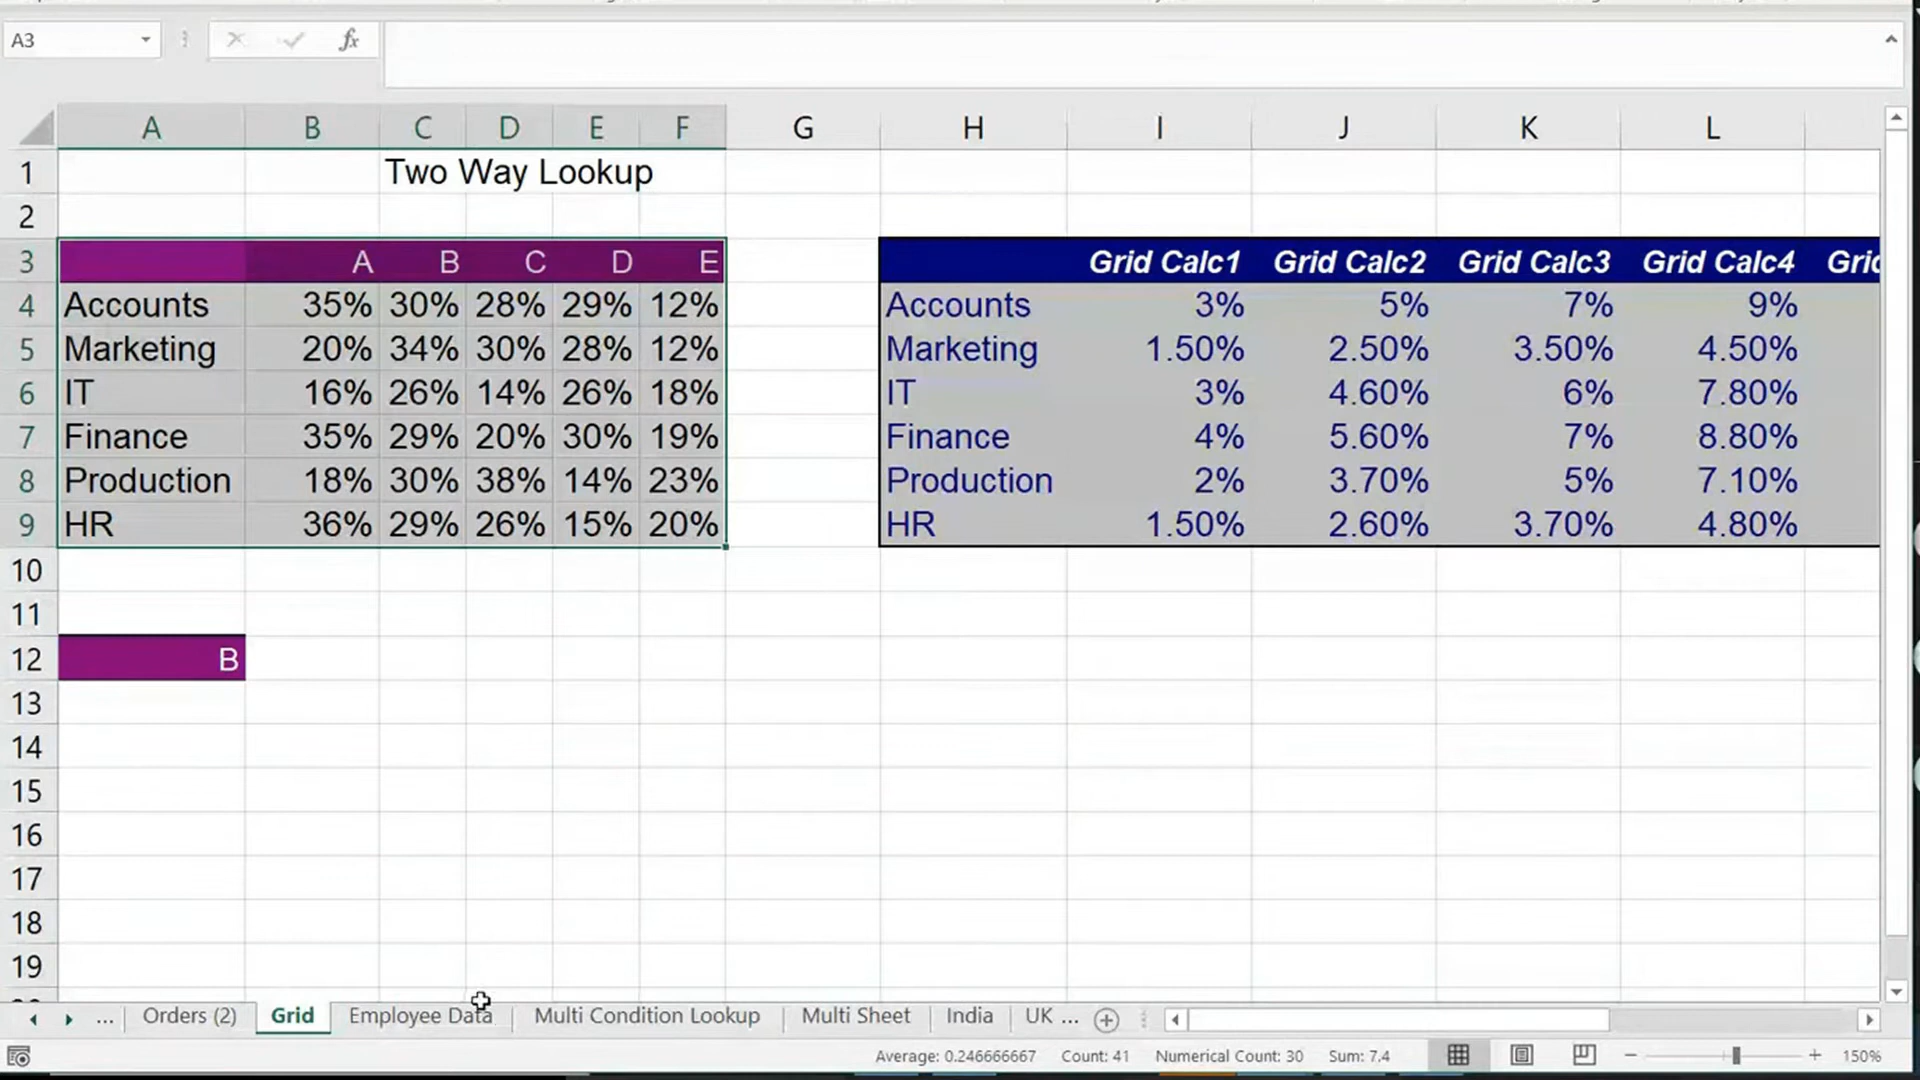 A3
fx
A B C D E F G H I J K L
1 Two Way Lookup
2
3 A B C D E Grid Calc1 Grid Calc2 Grid Calc3 Grid Calc4
4 Accounts 35% 30% 28% 29% 12% Accounts 3% 5% 7% 9%
5 Marketing 20% 34% 30% 28% 12% Marketing 1.50% 2.50% 3.50% 4.50%
6 IT 16% 26% 14% 26% 18% IT 3% 4.60% 6% 7.80%
7 Finance 35% 29% 20% 30% 19% Finance 4% 5.60% 7% 8.80%
8 Production 18% 30% 38% 14% 23% Production 2% 3.70% 5% 7.10%
9 HR 36% 29% 26% 15% 20% HR 1.50% 2.60% 3.70% 4.80%
10
11
12 B
13
14
15
16
17
18
19
... Orders (2) Grid Employee Data Multi Condition Lookup Multi Sheet India UK ...
Average: 0.246666667 Count: 41 Numerical Count: 30 Sum: 7.4 150%